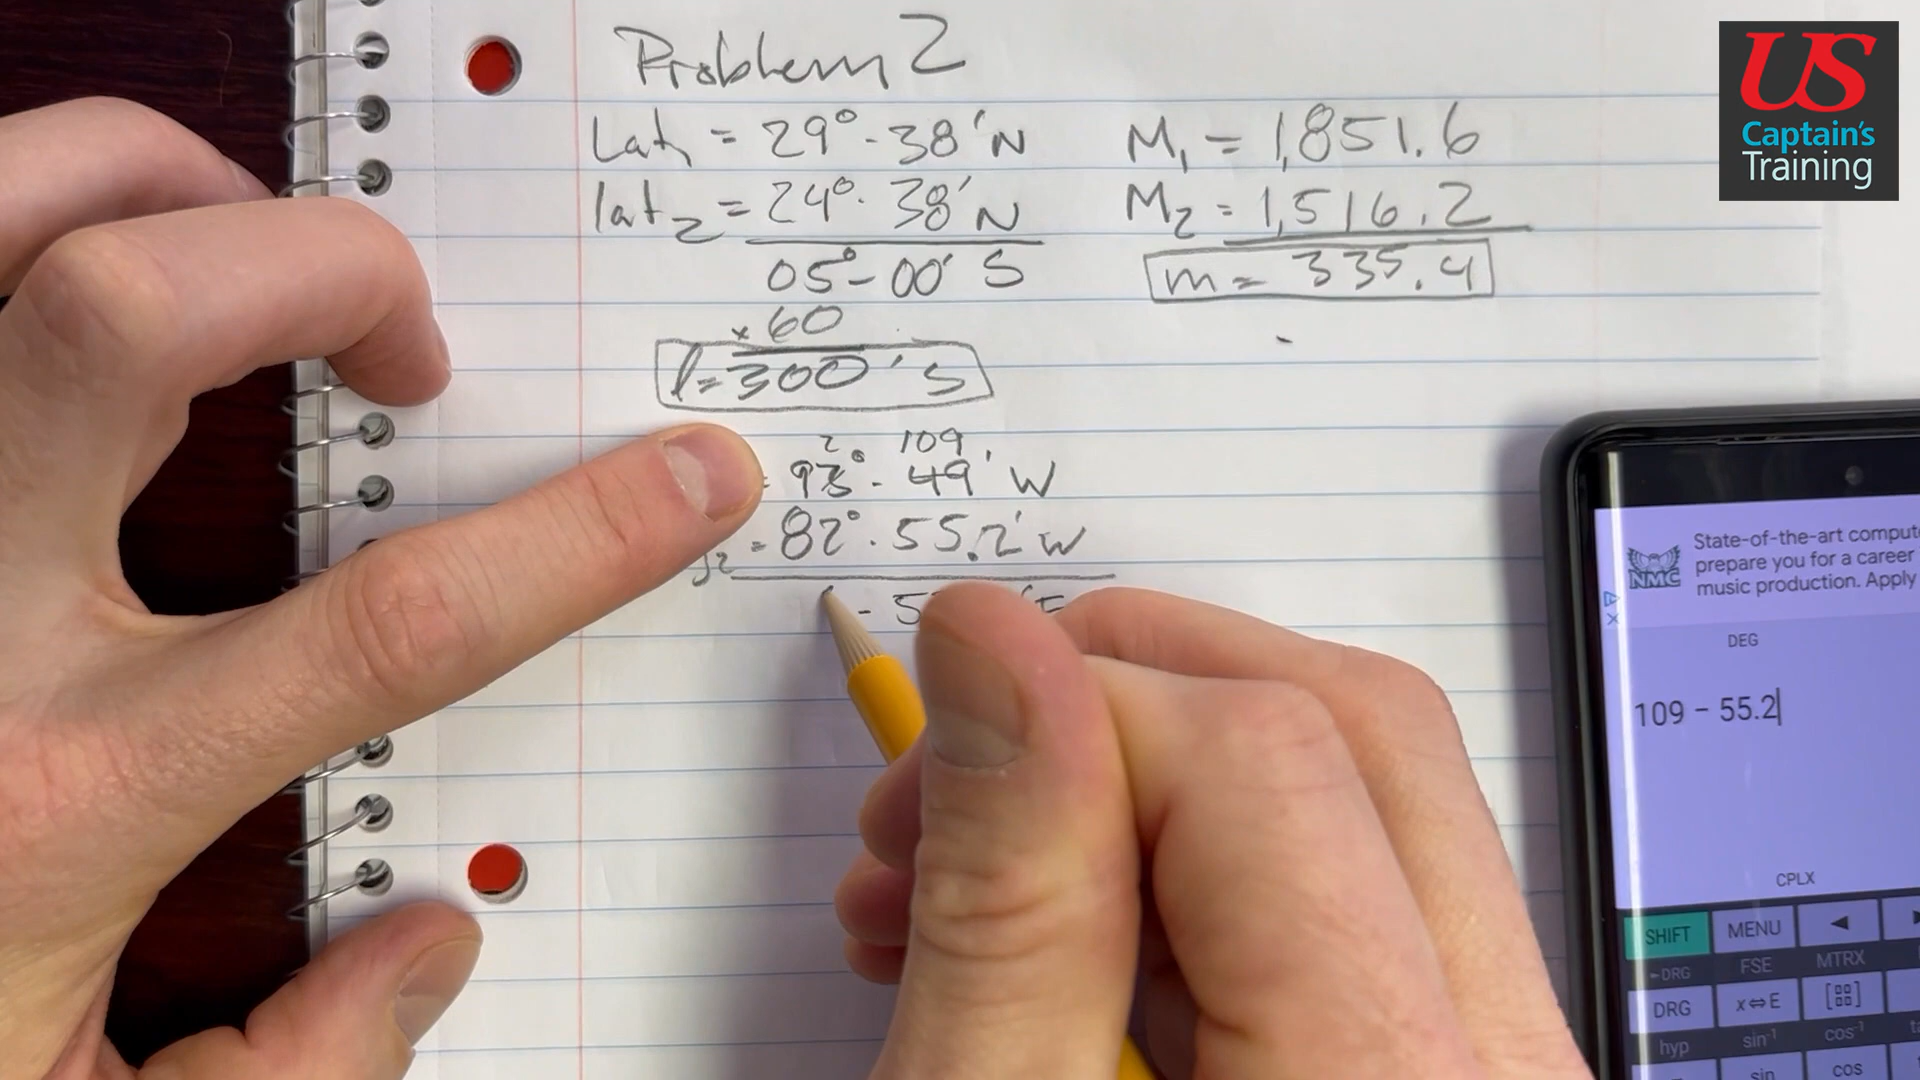 Problem 2
Lat₁ = 29° - 38' N
M₁ = 1,851.6
lat₂ = 24° - 38' N
M₂ = 1,516.2
05° - 00' S
m = 335.4
× 60
l = 300' S
2 109
= 93° - 49' W
= 82° - 55.2' W
- 5
US
Captain's
Training
State-of-the-art comput
prepare you for a career
music production. Apply
NMC
DEG
109 − 55.2
CPLX
SHIFT MENU ◀
←DRG FSE MTRX
DRG x⇔E
hyp sin⁻¹ cos⁻¹
sin cos